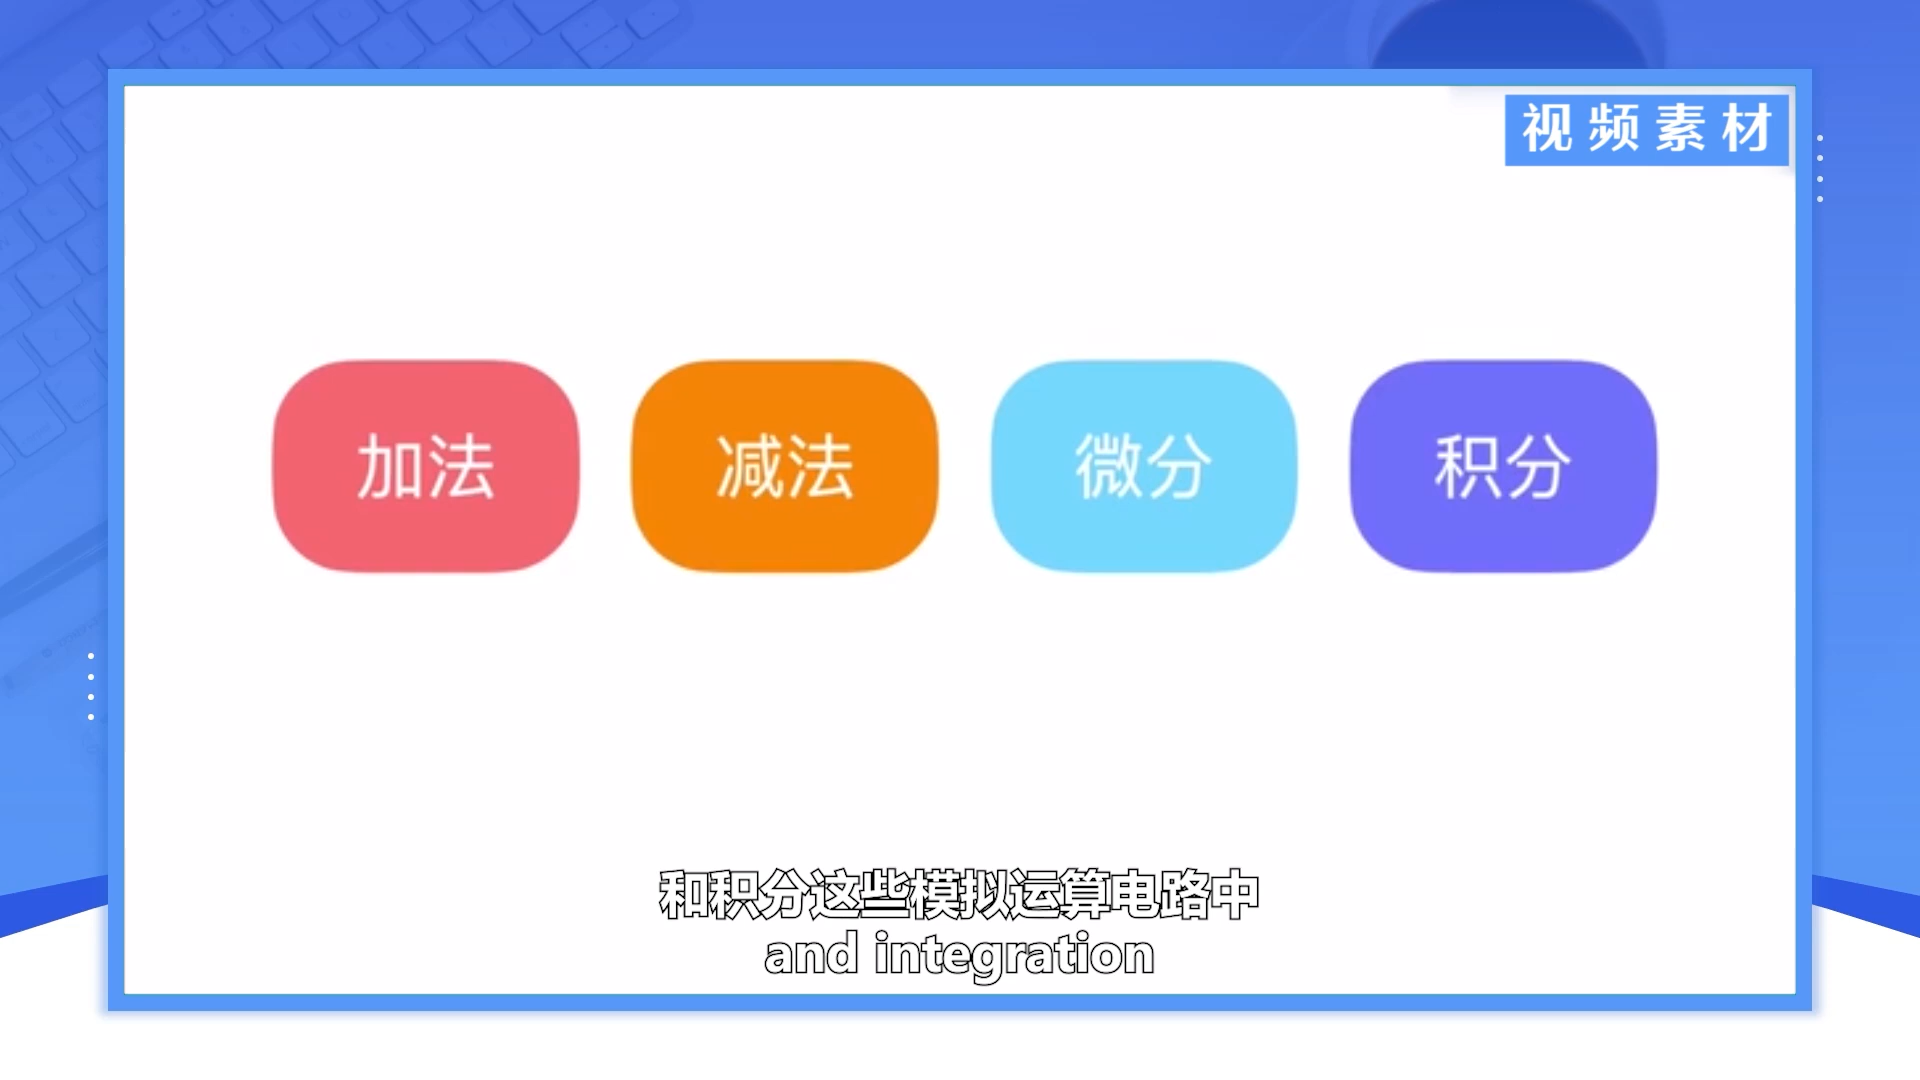 视频素材
加法
减法
微分
积分
和积分这些模拟运算电路中
and integration